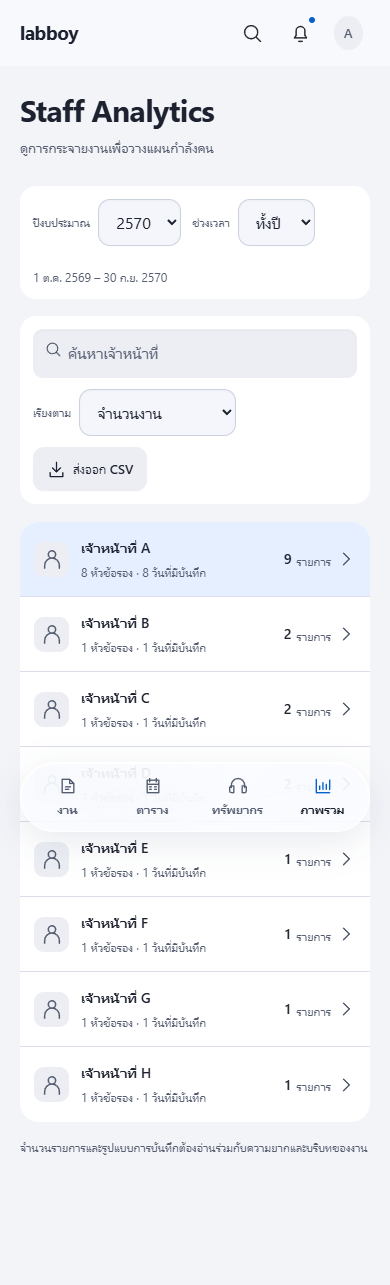 labboy
A
Staff Analytics
ดูการกระจายงานเพื่อวางแผนกำลังคน
ปีงบประมาณ 2570 ช่วงเวลา ทั้งปี
1 ต.ค. 2569 – 30 ก.ย. 2570
ค้นหาเจ้าหน้าที่
เรียงตาม จำนวนงาน
ส่งออก CSV
เจ้าหน้าที่ A
8 หัวข้อรอง · 8 วันที่มีบันทึก
9 รายการ
เจ้าหน้าที่ B
1 หัวข้อรอง · 1 วันที่มีบันทึก
2 รายการ
เจ้าหน้าที่ C
1 หัวข้อรอง · 1 วันที่มีบันทึก
2 รายการ
เจ้าหน้าที่ D
2 รายการ
งาน ตาราง ทรัพยากร ภาพรวม
เจ้าหน้าที่ E
1 หัวข้อรอง · 1 วันที่มีบันทึก
1 รายการ
เจ้าหน้าที่ F
1 หัวข้อรอง · 1 วันที่มีบันทึก
1 รายการ
เจ้าหน้าที่ G
1 หัวข้อรอง · 1 วันที่มีบันทึก
1 รายการ
เจ้าหน้าที่ H
1 หัวข้อรอง · 1 วันที่มีบันทึก
1 รายการ
จำนวนรายการและรูปแบบการบันทึกต้องอ่านร่วมกับความยากและบริบทของงาน